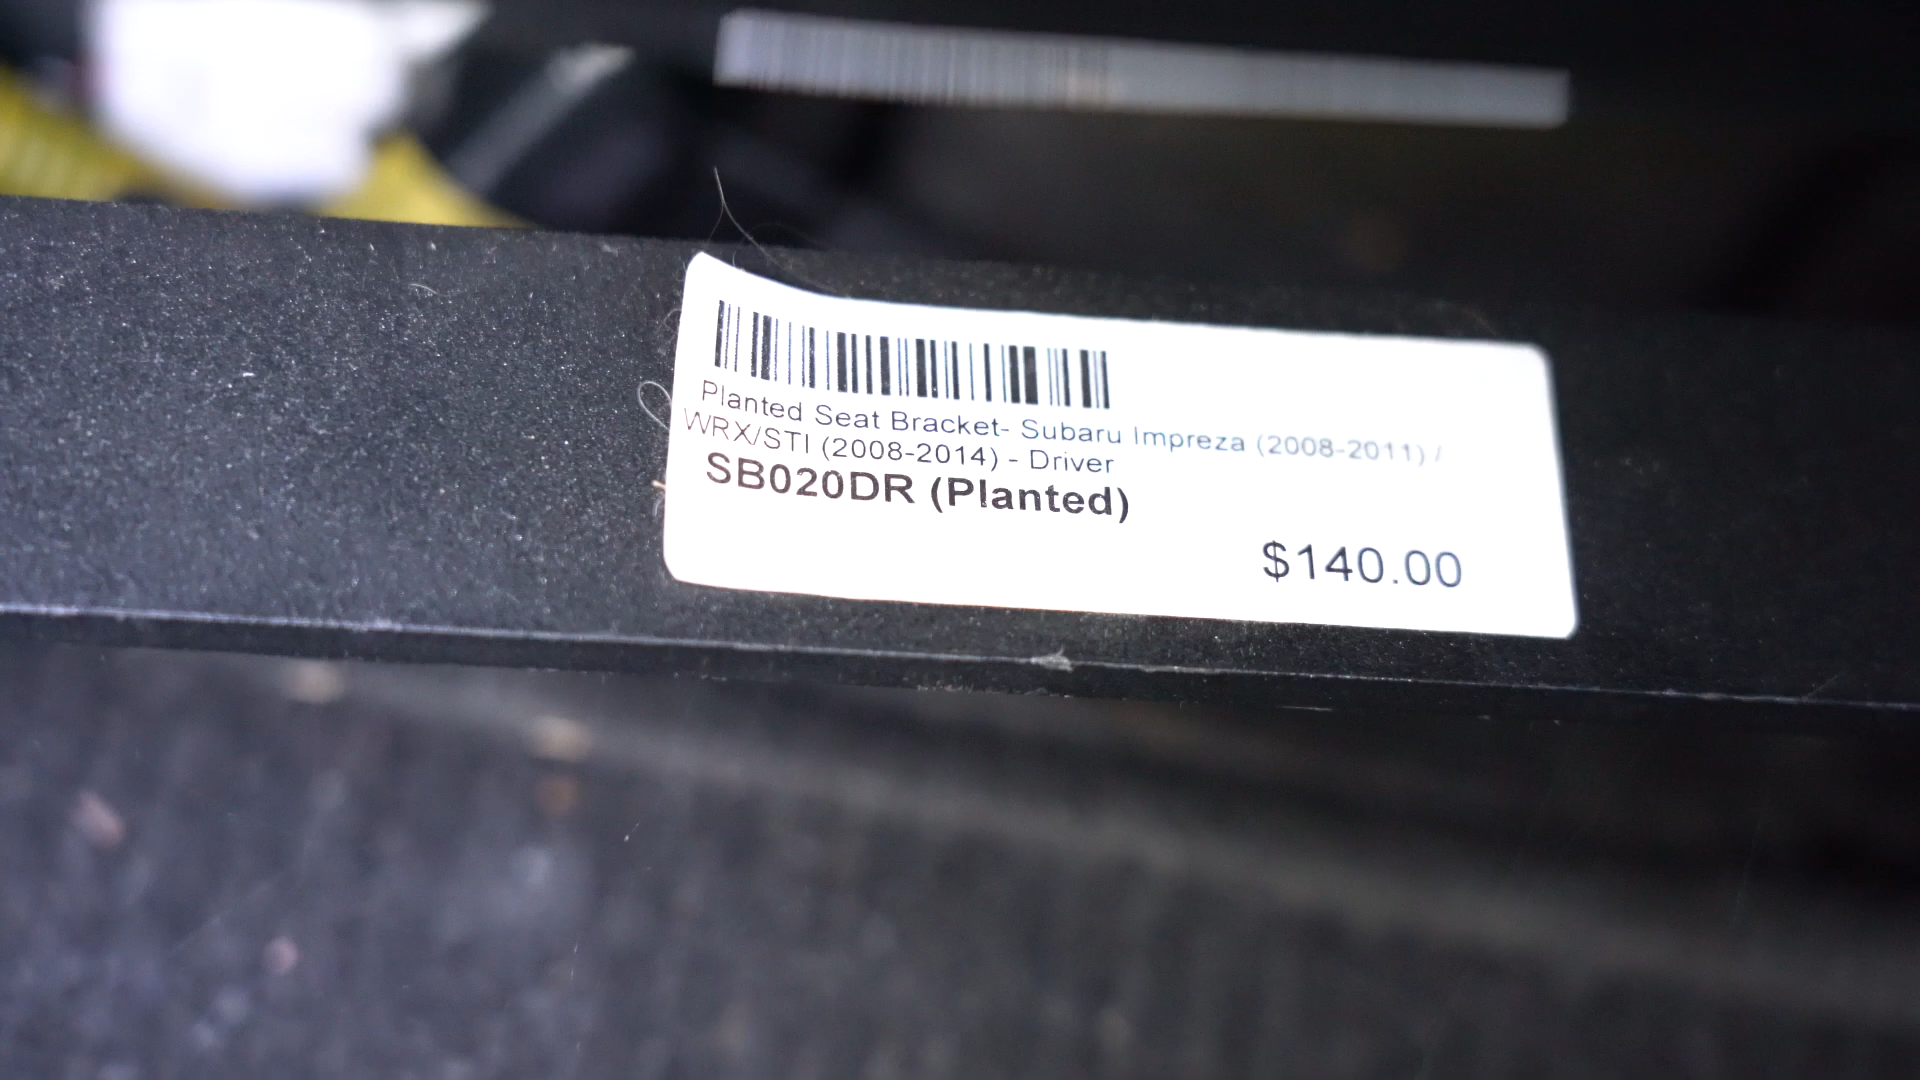 Planted Seat Bracket- Subaru Impreza (2008-2011) /
WRX/STI (2008-2014) - Driver
SB020DR (Planted)
$140.00